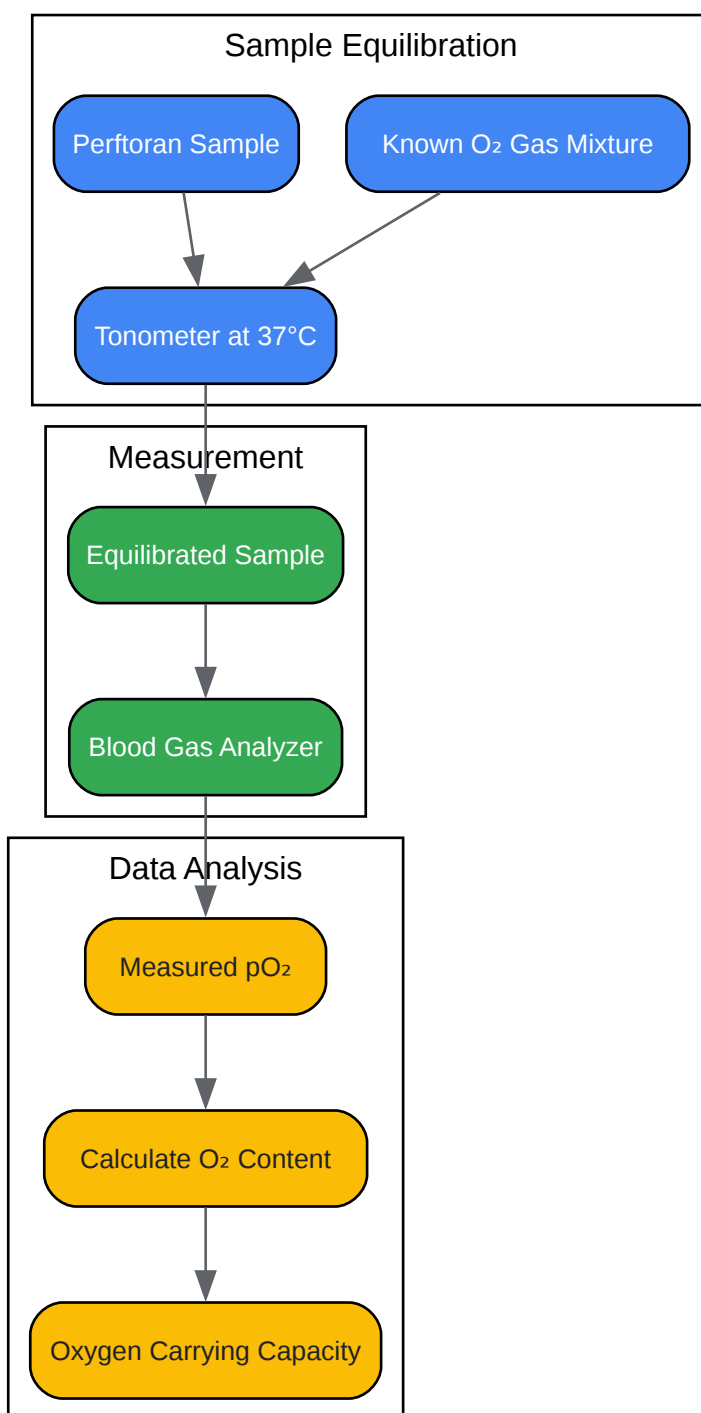 Sample Equilibration
Perftoran Sample
Known O₂ Gas Mixture
Tonometer at 37°C
Measurement
Equilibrated Sample
Blood Gas Analyzer
Data Analysis
Measured pO₂
Calculate O₂ Content
Oxygen Carrying Capacity